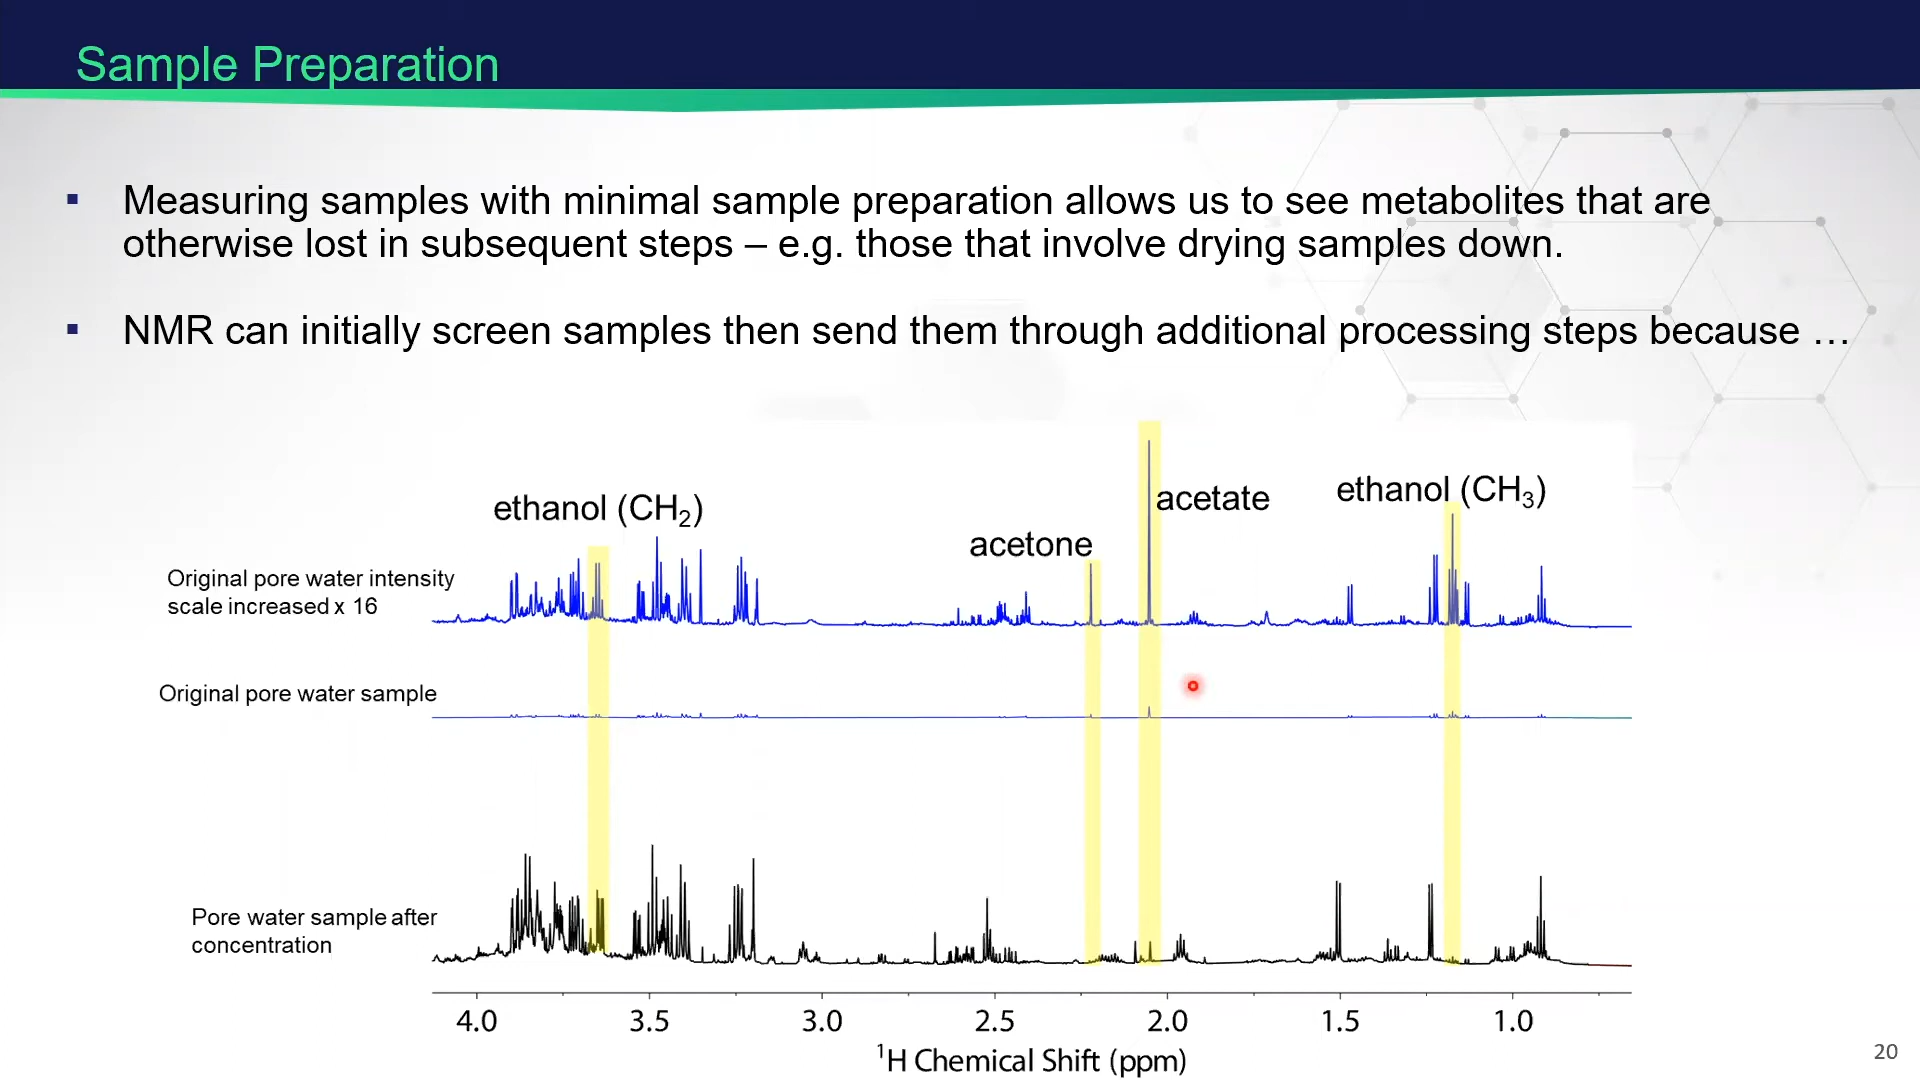 Sample Preparation
▪ Measuring samples with minimal sample preparation allows us to see metabolites that are
otherwise lost in subsequent steps – e.g. those that involve drying samples down.
▪ NMR can initially screen samples then send them through additional processing steps because …
ethanol (CH₂)
acetone
acetate
ethanol (CH₃)
Original pore water intensity
scale increased x 16
Original pore water sample
Pore water sample after
concentration
4.0 3.5 3.0 2.5 2.0 1.5 1.0
¹H Chemical Shift (ppm)
20